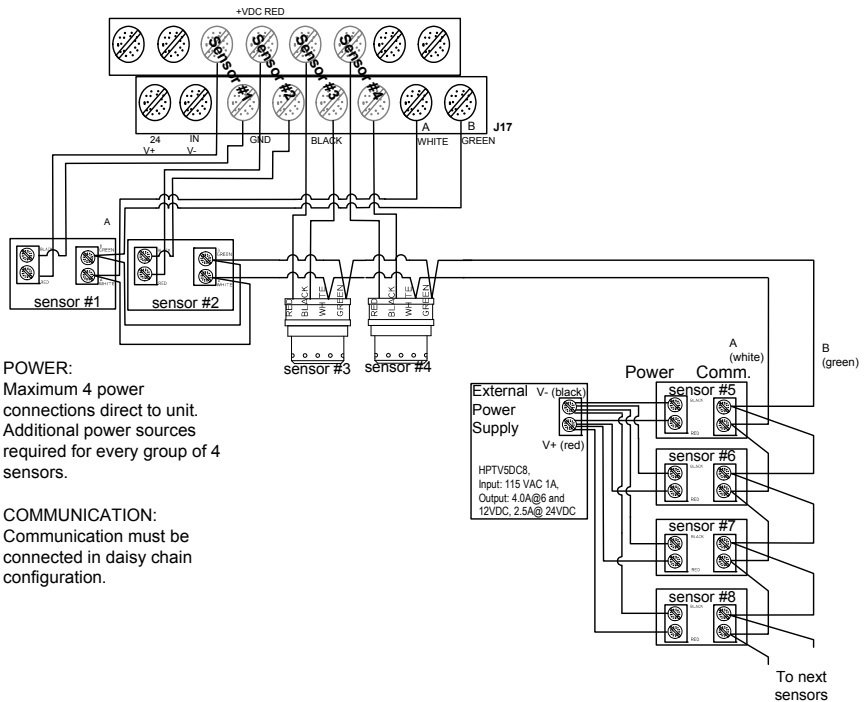 +VDC RED
Sensor #1
Sensor #2
Sensor #3
Sensor #4
A
B
J17
24
IN
GND
BLACK
WHITE
GREEN
V+
V-
A
BLACK
GREEN
RED
WHITE
sensor #1
BLACK
GREEN
RED
WHITE
sensor #2
RED
BLACK
WHITE
GREEN
sensor #3
RED
BLACK
WHITE
GREEN
sensor #4
POWER:
Maximum 4 power
connections direct to unit.
Additional power sources
required for every group of 4
sensors.
COMMUNICATION:
Communication must be
connected in daisy chain
configuration.
External
Power
Supply
V- (black)
V+ (red)
HPTV5DC8,
Input: 115 VAC 1A,
Output: 4.0A@6 and
12VDC, 2.5A@ 24VDC
A
(white)
B
(green)
Power
Comm.
sensor #5
BLACK
RED
sensor #6
BLACK
RED
sensor #7
BLACK
RED
sensor #8
BLACK
RED
To next
sensors